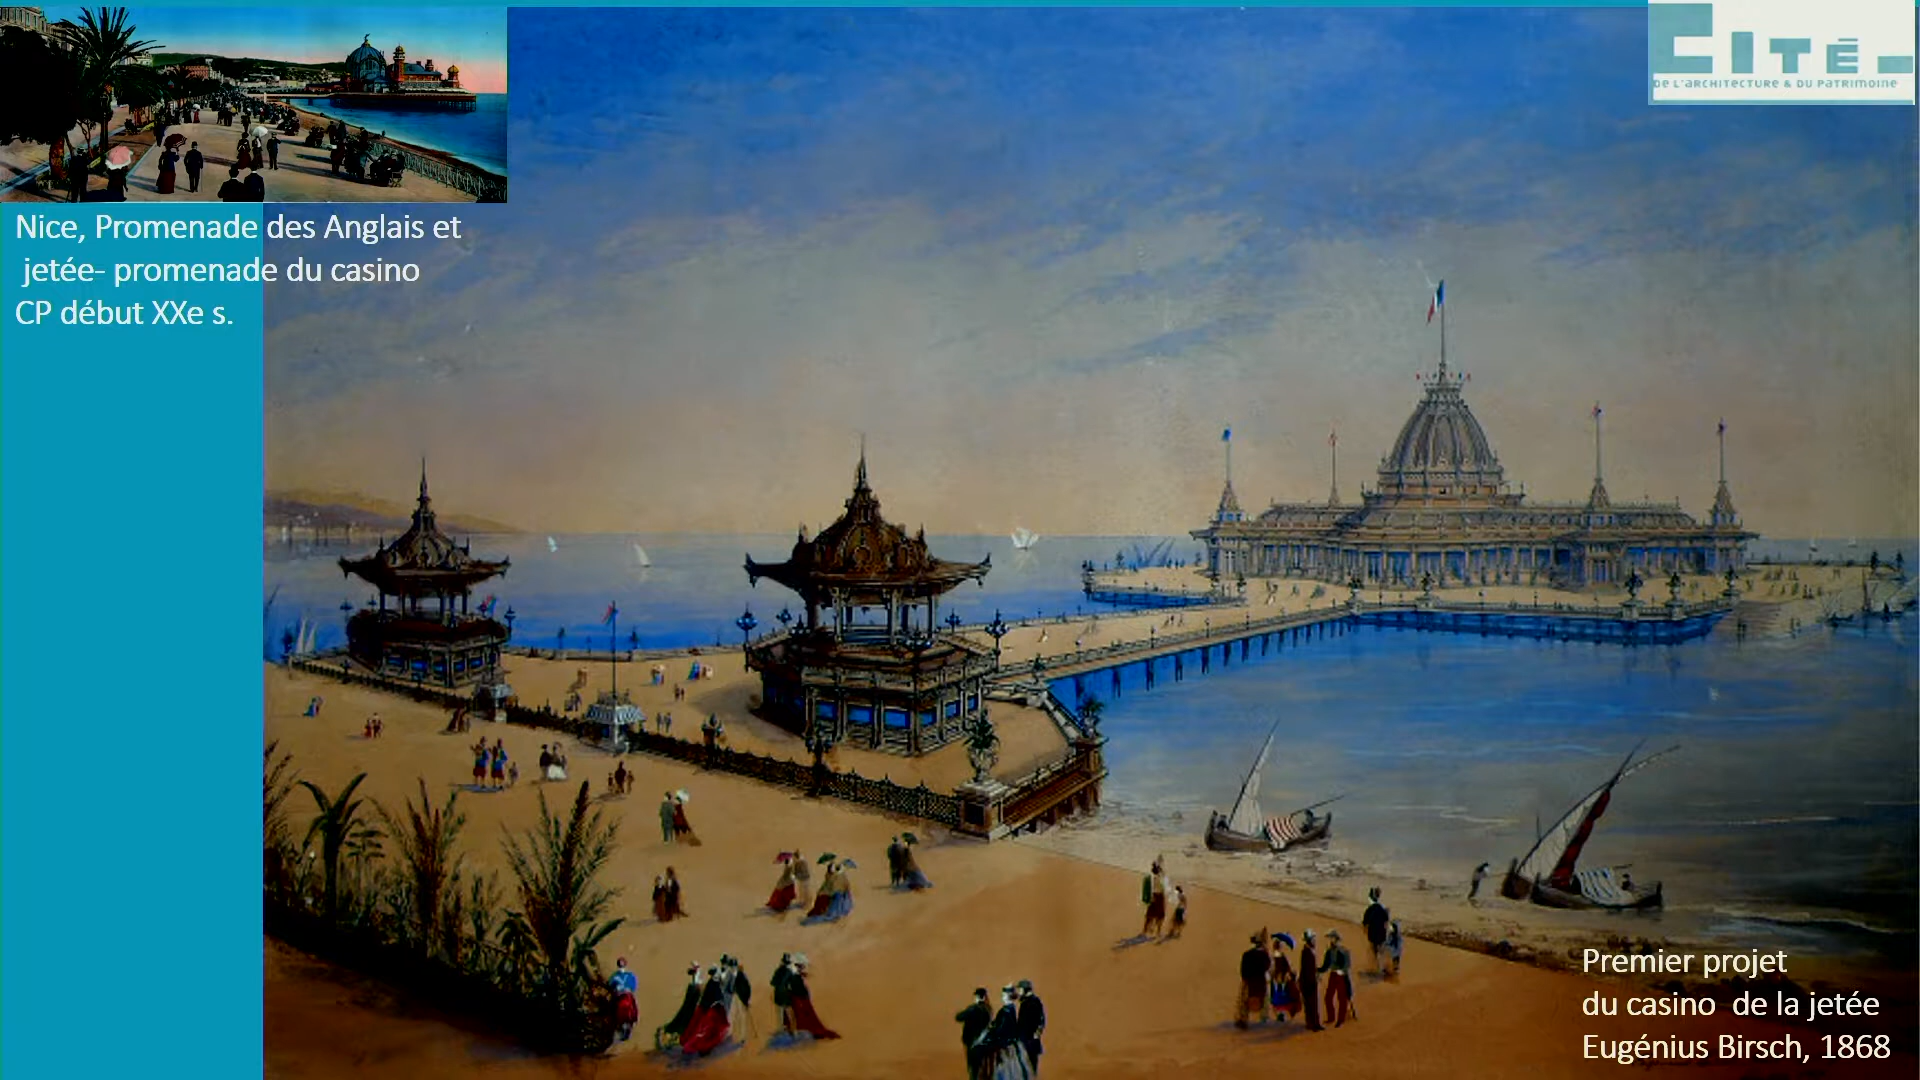 CITÉ
DE L'ARCHITECTURE & DU PATRIMOINE
Nice, Promenade des Anglais et
jetée- promenade du casino
CP début XXe s.
Premier projet
du casino de la jetée
Eugénius Birsch, 1868